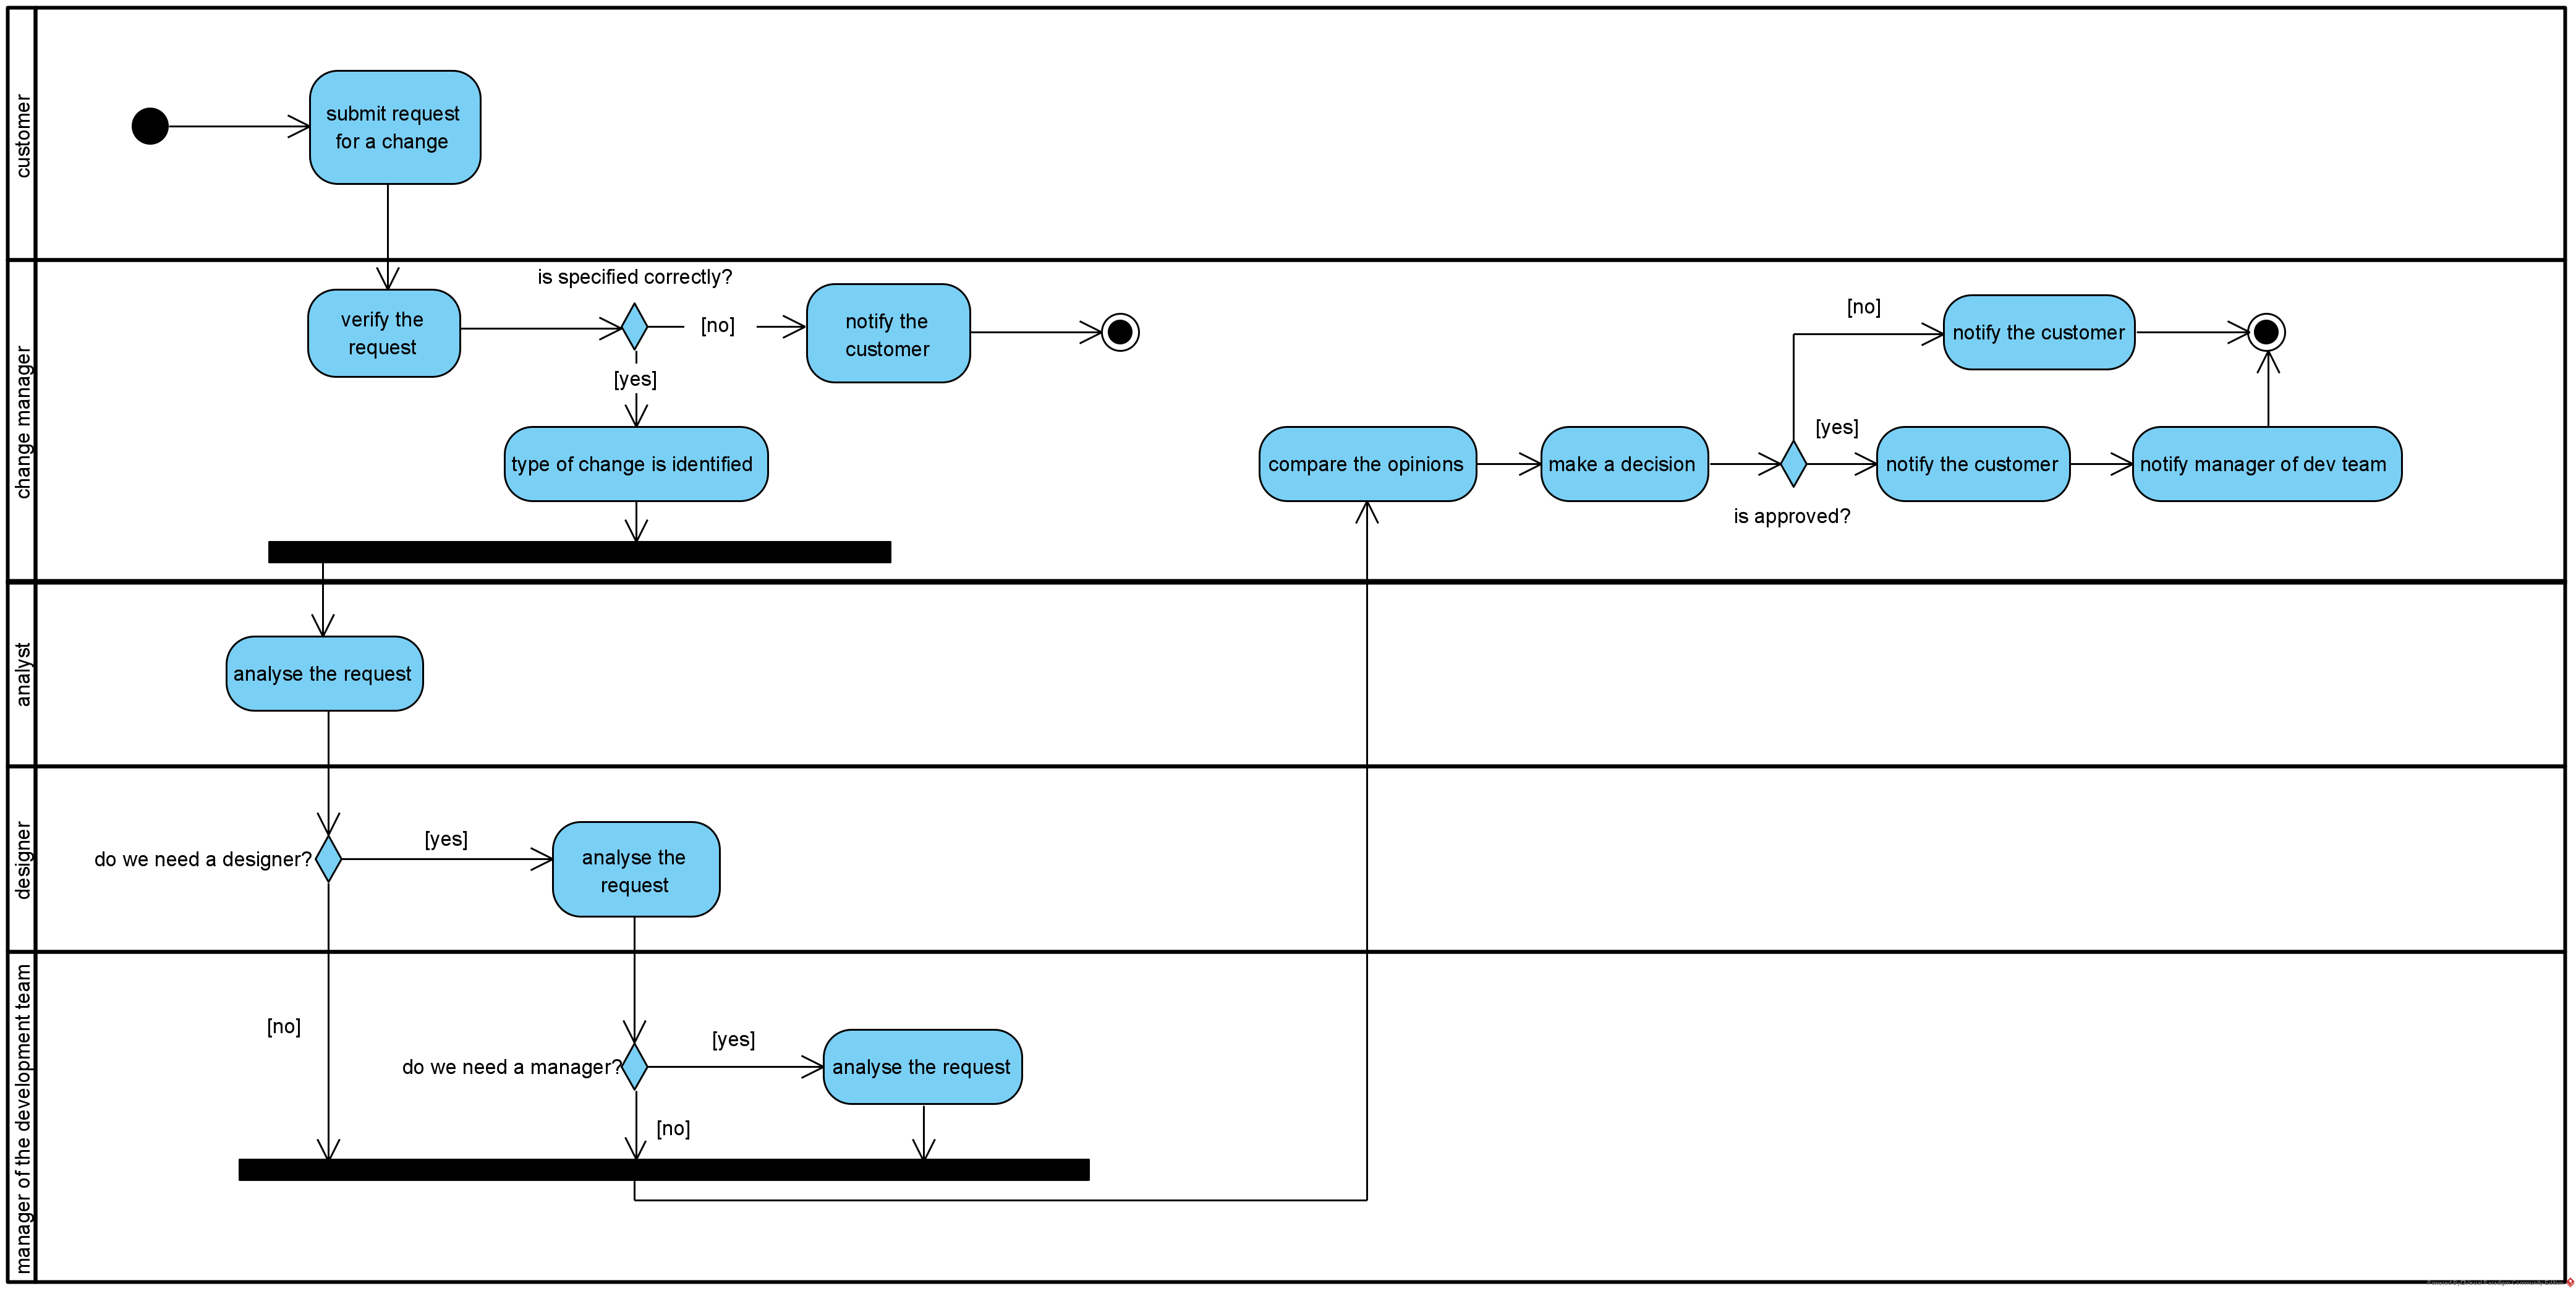 customer
submit request
for a change
change manager
verify the
request
is specified correctly?
[no]
notify the
customer
[yes]
type of change is identified
compare the opinions
make a decision
is approved?
[no]
notify the customer
[yes]
notify the customer
notify manager of dev team
analyst
analyse the request
designer
do we need a designer?
[yes]
analyse the
request
manager of the development team
[no]
do we need a manager?
[yes]
analyse the request
[no]